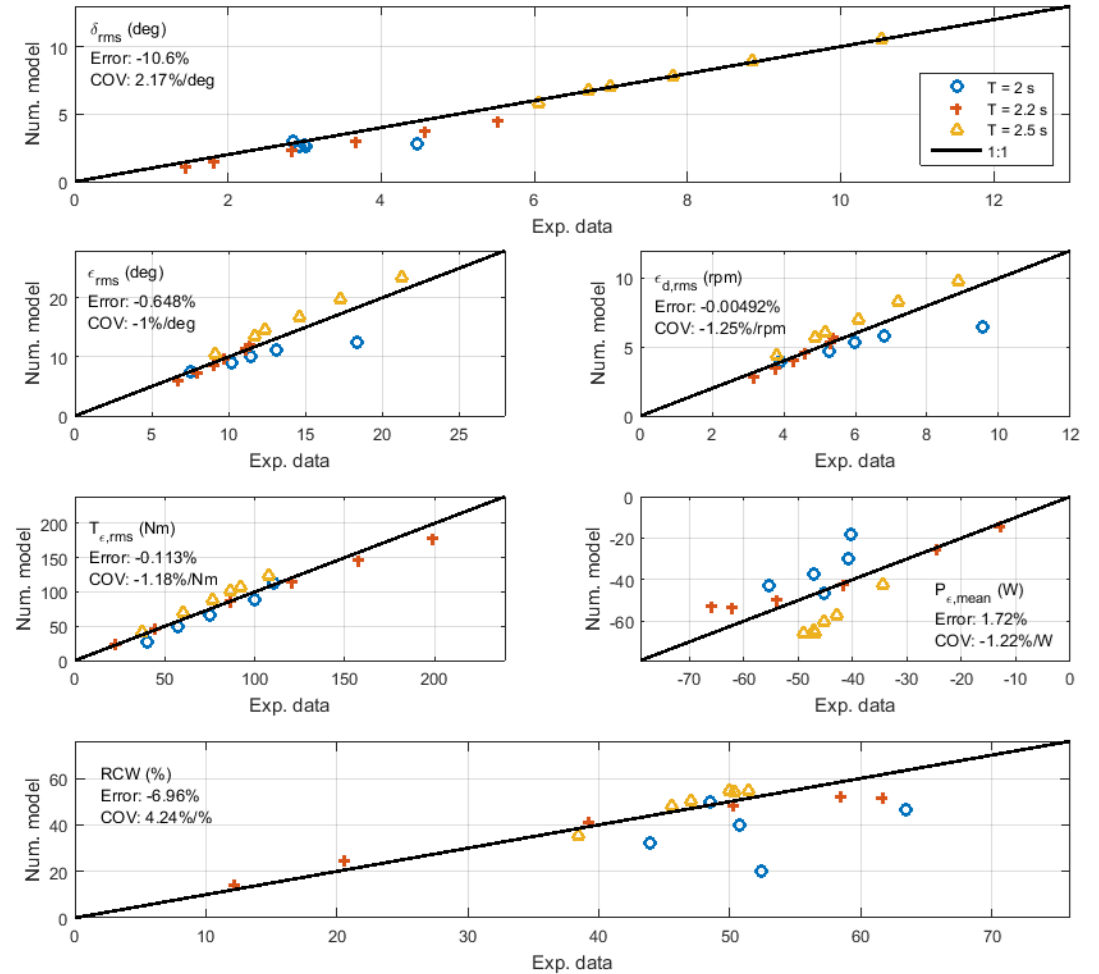 δrms (deg)
Error: -10.6%
COV: 2.17%/deg
T = 2 s
T = 2.2 s
T = 2.5 s
1:1
Num. model
10
5
0
0 2 4 6 8 10 12
Exp. data
εrms (deg)
Error: -0.648%
COV: -1%/deg
Num. model
20
10
0
0 5 10 15 20 25
Exp. data
εd,rms (rpm)
Error: -0.00492%
COV: -1.25%/rpm
Num. model
10
5
0
0 2 4 6 8 10 12
Exp. data
Tε,rms (Nm)
Error: -0.113%
COV: -1.18%/Nm
Num. model
200
150
100
50
0
0 50 100 150 200
Exp. data
Pε,mean (W)
Error: 1.72%
COV: -1.22%/W
Num. model
0
-20
-40
-60
-70 -60 -50 -40 -30 -20 -10 0
Exp. data
RCW (%)
Error: -6.96%
COV: 4.24%/%
Num. model
60
40
20
0
0 10 20 30 40 50 60 70
Exp. data